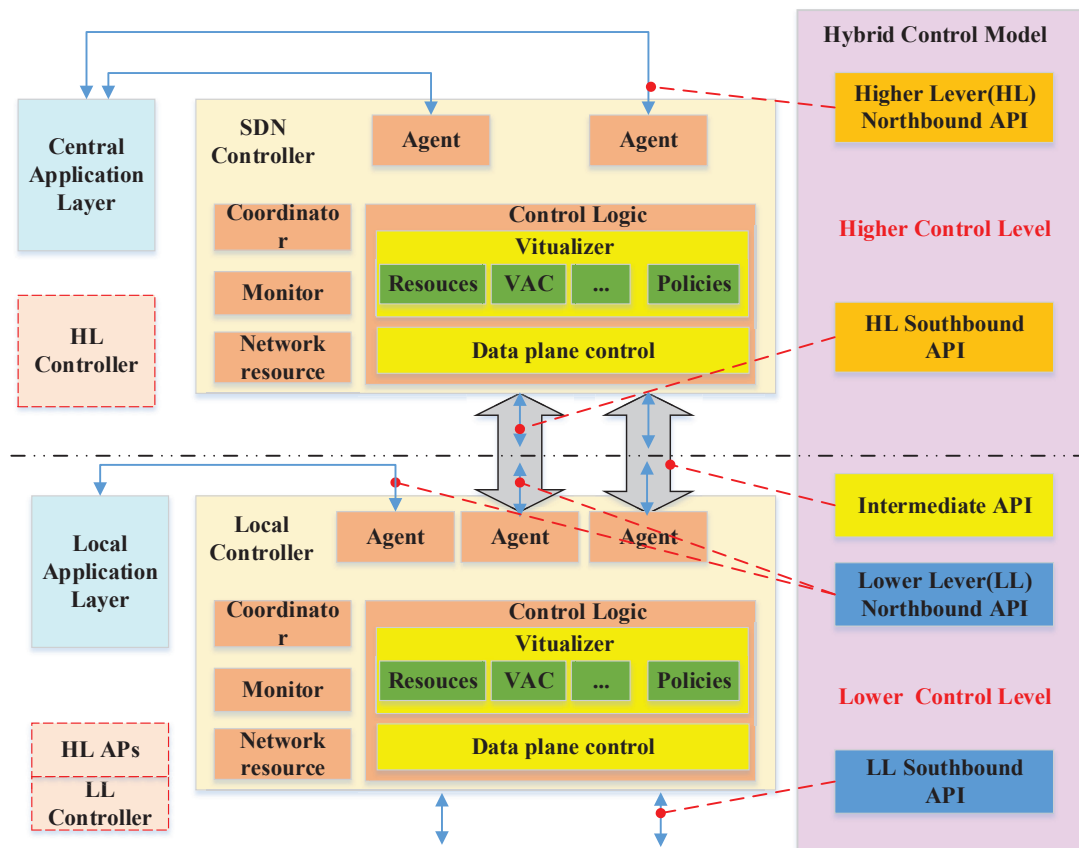 Hybrid Control Model
Higher Lever(HL)
Northbound API
Central
Application
Layer
SDN
Controller
Agent
Agent
Coordinato
r
Control Logic
Vitualizer
Resouces
VAC
...
Policies
Monitor
Network
resource
Data plane control
Higher Control Level
HL
Controller
HL Southbound
API
Local
Application
Layer
Local
Controller
Agent
Agent
Agent
Intermediate API
Lower Lever(LL)
Northbound API
Coordinato
r
Control Logic
Vitualizer
Resouces
VAC
...
Policies
Monitor
Network
resource
Data plane control
Lower Control Level
HL APs
LL
Controller
LL Southbound
API